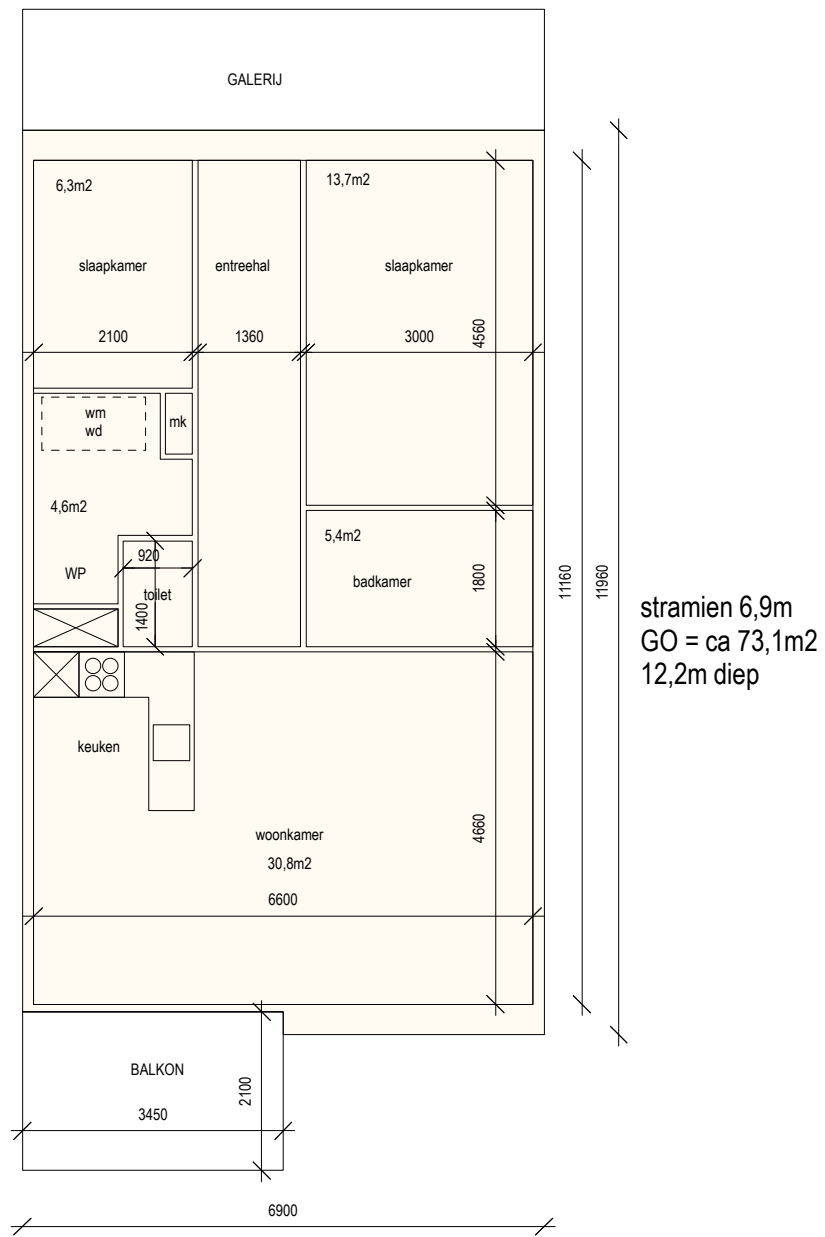 GALERIJ
6,3m2
13,7m2
slaapkamer
entreehal
slaapkamer
2100
1360
3000
4560
wm
wd
mk
4,6m2
WP
920
toilet
1400
5,4m2
badkamer
1800
11160
11960
stramien 6,9m
GO = ca 73,1m2
12,2m diep
keuken
woonkamer
30,8m2
4660
6600
BALKON
2100
3450
6900